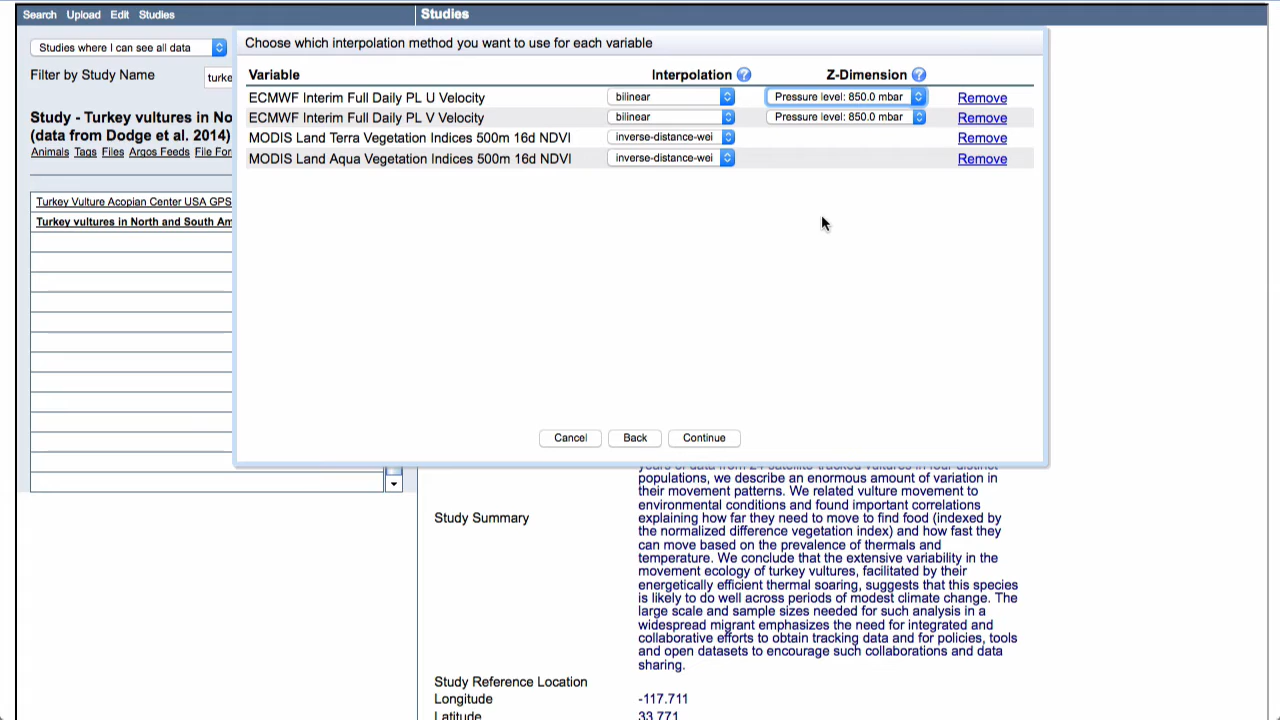 Search Upload Edit Studies
Studies
Studies where I can see all data
Filter by Study Name turke
Study - Turkey vultures in No
(data from Dodge et al. 2014)
Animals Tags Files Argos Feeds File For
Turkey Vulture Acopian Center USA GPS
Turkey vultures in North and South Am
Choose which interpolation method you want to use for each variable
Variable Interpolation ? Z-Dimension ?
ECMWF Interim Full Daily PL U Velocity bilinear Pressure level: 850.0 mbar Remove
ECMWF Interim Full Daily PL V Velocity bilinear Pressure level: 850.0 mbar Remove
MODIS Land Terra Vegetation Indices 500m 16d NDVI inverse-distance-wei Remove
MODIS Land Aqua Vegetation Indices 500m 16d NDVI inverse-distance-wei Remove
Cancel Back Continue
Study Summary
years of data from 24 satellite-tracked vultures in four distinct
populations, we describe an enormous amount of variation in
their movement patterns. We related vulture movement to
environmental conditions and found important correlations
explaining how far they need to move to find food (indexed by
the normalized difference vegetation index) and how fast they
can move based on the prevalence of thermals and
temperature. We conclude that the extensive variability in the
movement ecology of turkey vultures, facilitated by their
energetically efficient thermal soaring, suggests that this species
is likely to do well across periods of modest climate change. The
large scale and sample sizes needed for such analysis in a
widespread migrant emphasizes the need for integrated and
collaborative efforts to obtain tracking data and for policies, tools
and open datasets to encourage such collaborations and data
sharing.
Study Reference Location
Longitude -117.711
Latitude 33.771